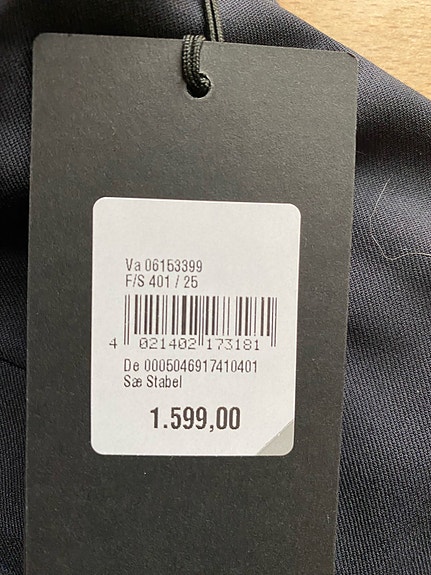 Va 06153399
F/S 401 / 25
4 021402 173181
De 0005046917410401
Sæ Stabel
1.599,00